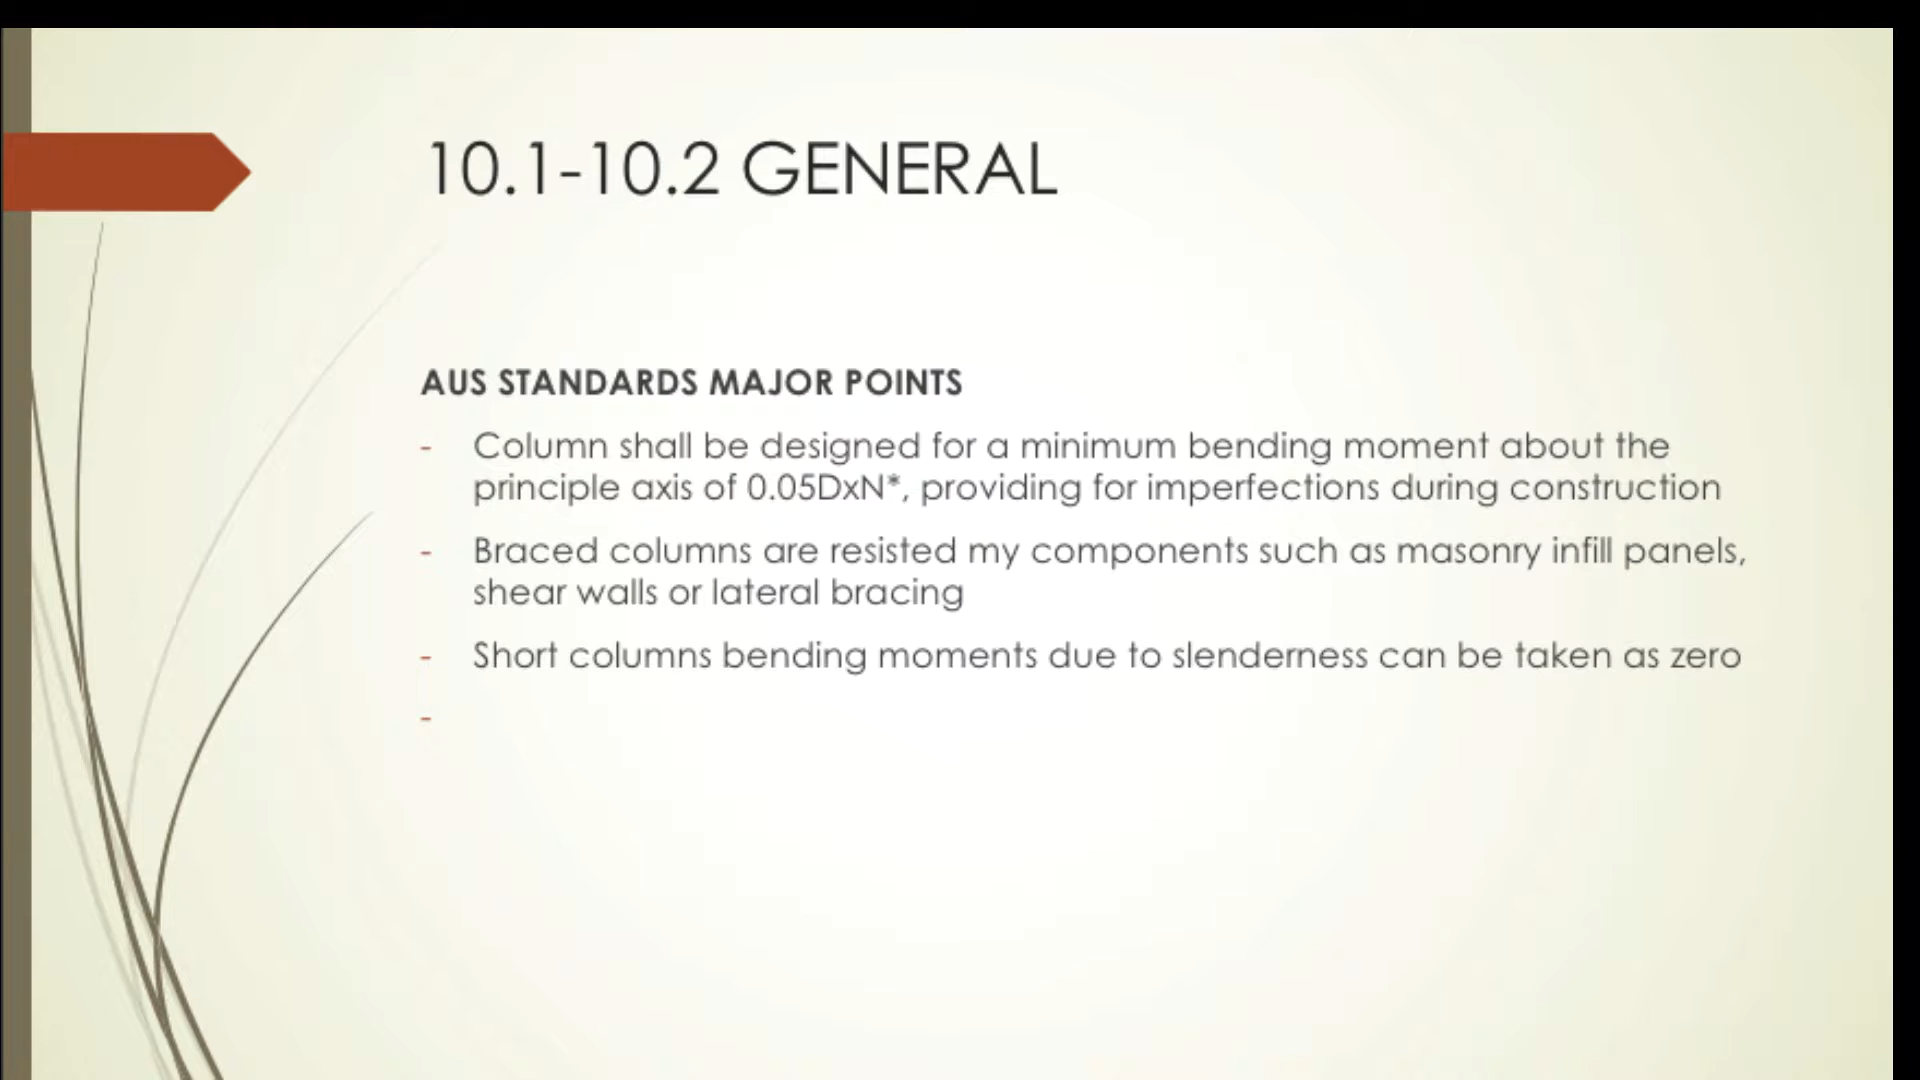 10.1-10.2 GENERAL
AUS STANDARDS MAJOR POINTS
- Column shall be designed for a minimum bending moment about the
principle axis of 0.05DxN*, providing for imperfections during construction
- Braced columns are resisted my components such as masonry infill panels,
shear walls or lateral bracing
- Short columns bending moments due to slenderness can be taken as zero
-